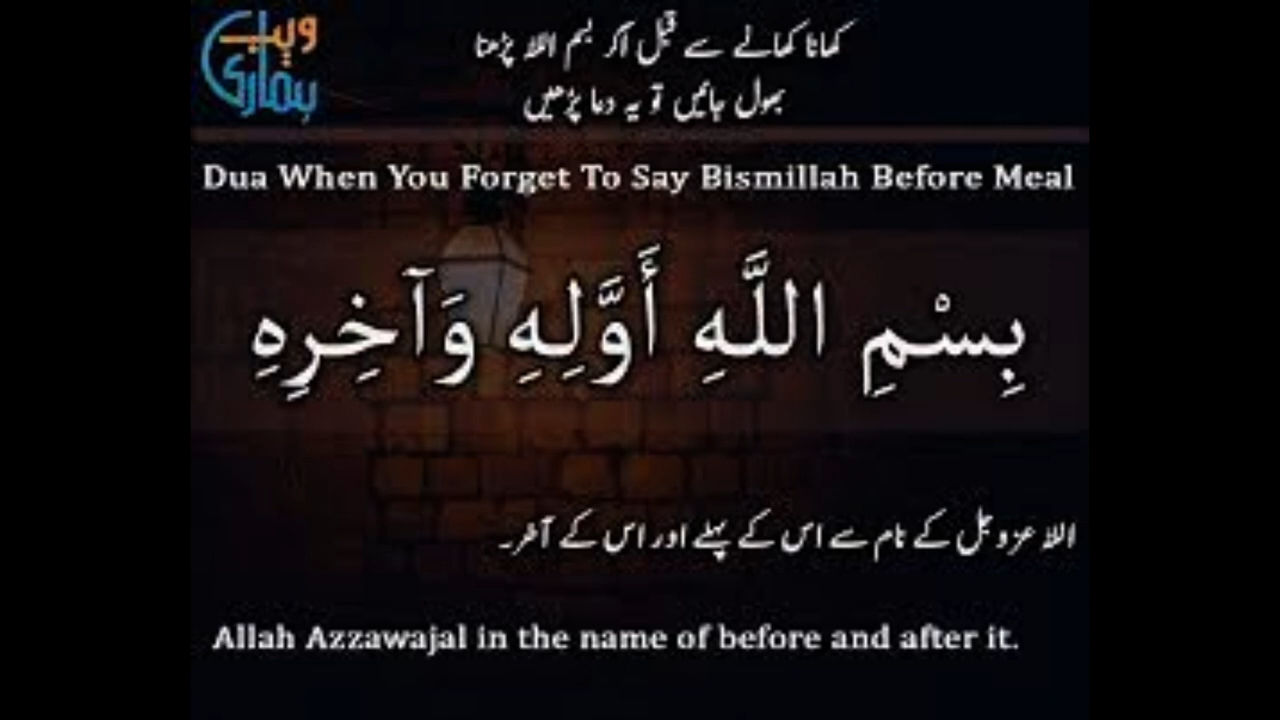 ویب
ہماری
کھانا کھانے سے قبل اگر بسم اللہ پڑھنا
بھول جائیں تو یہ دعا پڑھیں
Dua When You Forget To Say Bismillah Before Meal
بِسْمِ اللَّهِ أَوَّلِهِ وَآخِرِهِ
اللہ عزوجل کے نام سے اس کے پہلے اور اس کے آخر۔
Allah Azzawajal in the name of before and after it.